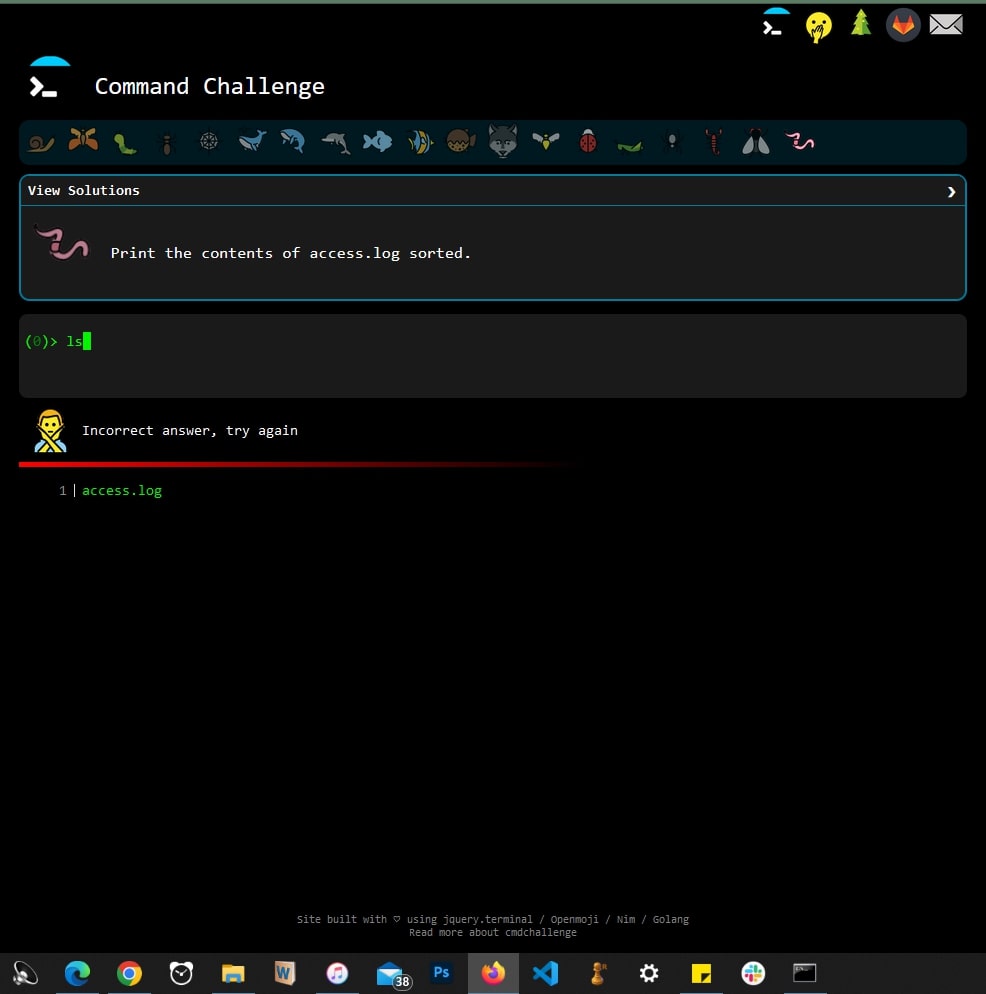 Command Challenge
View Solutions
Print the contents of access.log sorted.
(0)> ls
Incorrect answer, try again
1 | access.log
Site built with ♡ using jquery.terminal / Openmoji / Nim / Golang
Read more about cmdchallenge
W
38
Ps